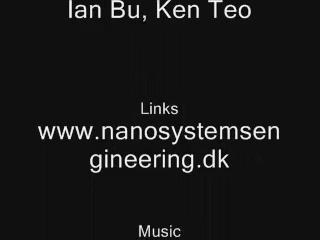 Ian Bu, Ken Teo
Links
www.nanosystemsen
gineering.dk
Music